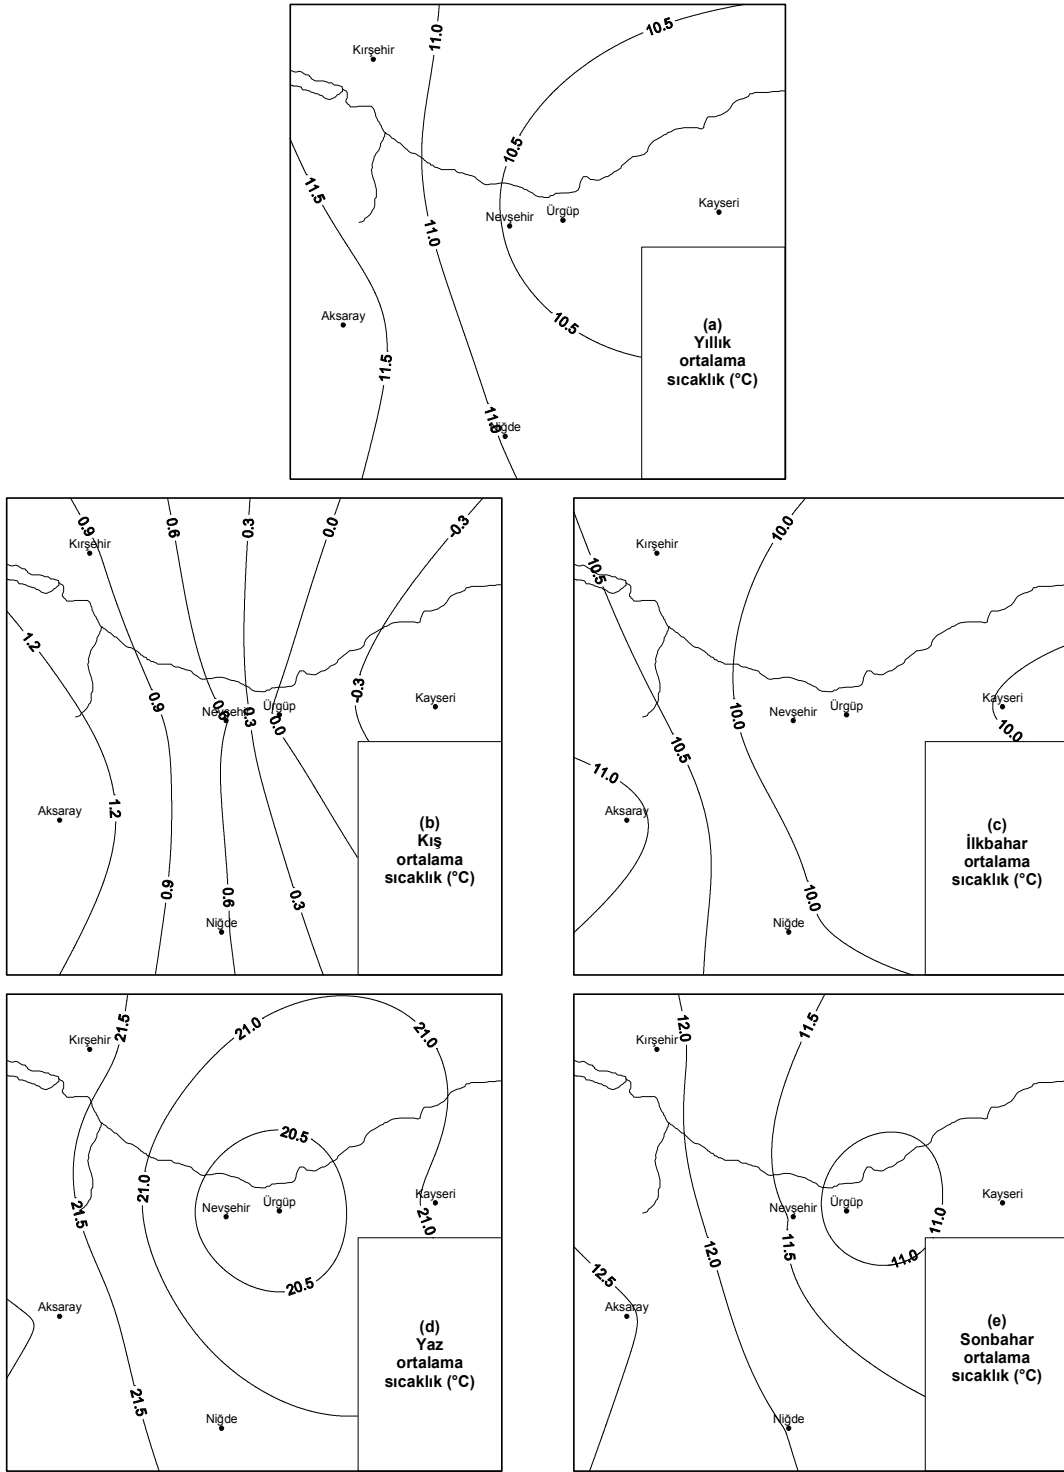 11.0
10.5
Kırşehir
10.5
11.5
Kayseri
Ürgüp
Nevşehir
11.0
Aksaray
10.5
11.5
(a)
Yıllık
ortalama
sıcaklık (°C)
Niğde
0.9
0.6
0.3
0.0
-0.3
Kırşehir
1.2
-0.3
0.9
Kayseri
Nevşehir
Ürgüp
0.6
0.3
0.0
Aksaray
1.2
(b)
Kış
ortalama
sıcaklık (°C)
0.9
0.6
0.3
Niğde
10.0
Kırşehir
10.5
Kayseri
Nevşehir
Ürgüp
10.0
10.0
10.5
11.0
Aksaray
(c)
İlkbahar
ortalama
sıcaklık (°C)
10.0
Niğde
21.5
21.0
21.0
Kırşehir
20.5
21.0
Kayseri
Nevşehir
Ürgüp
21.5
21.0
20.5
Aksaray
(d)
Yaz
ortalama
sıcaklık (°C)
21.5
Niğde
12.0
11.5
Kırşehir
Kayseri
Nevşehir
Ürgüp
11.0
11.5
12.0
11.0
12.5
Aksaray
(e)
Sonbahar
ortalama
sıcaklık (°C)
Niğde